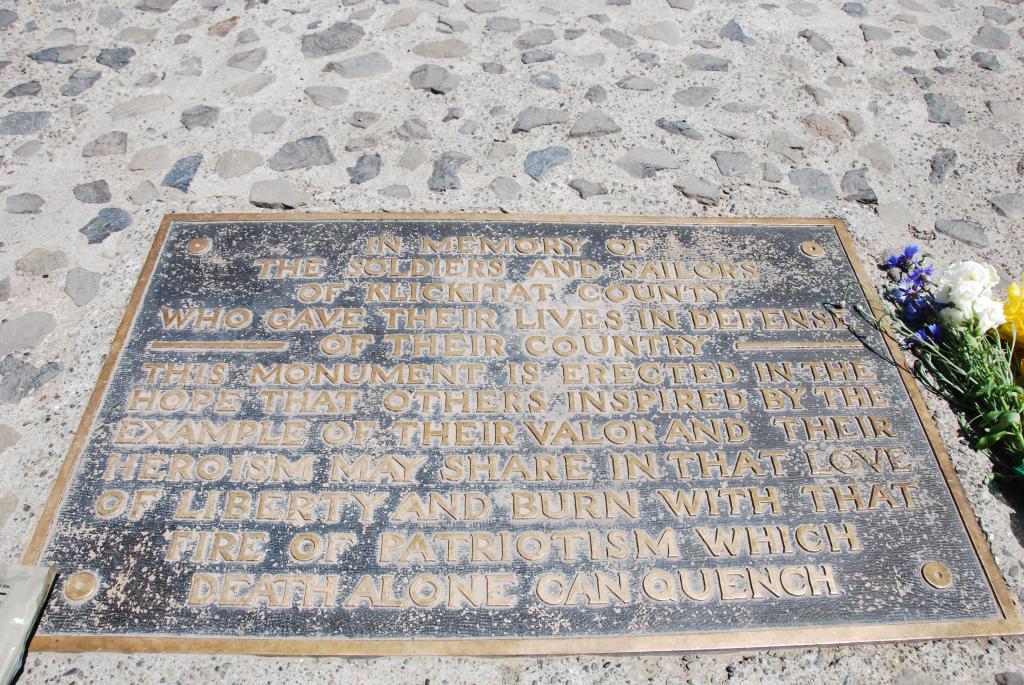 IN MEMORY OF
THE SOLDIERS AND SAILORS
OF KLICKITAT COUNTY
WHO GAVE THEIR LIVES IN DEFENSE
OF THEIR COUNTRY
THIS MONUMENT IS ERECTED IN THE
HOPE THAT OTHERS INSPIRED BY THE
EXAMPLE OF THEIR VALOR AND THEIR
HEROISM MAY SHARE IN THAT LOVE
OF LIBERTY AND BURN WITH THAT
FIRE OF PATRIOTISM WHICH
DEATH ALONE CAN QUENCH